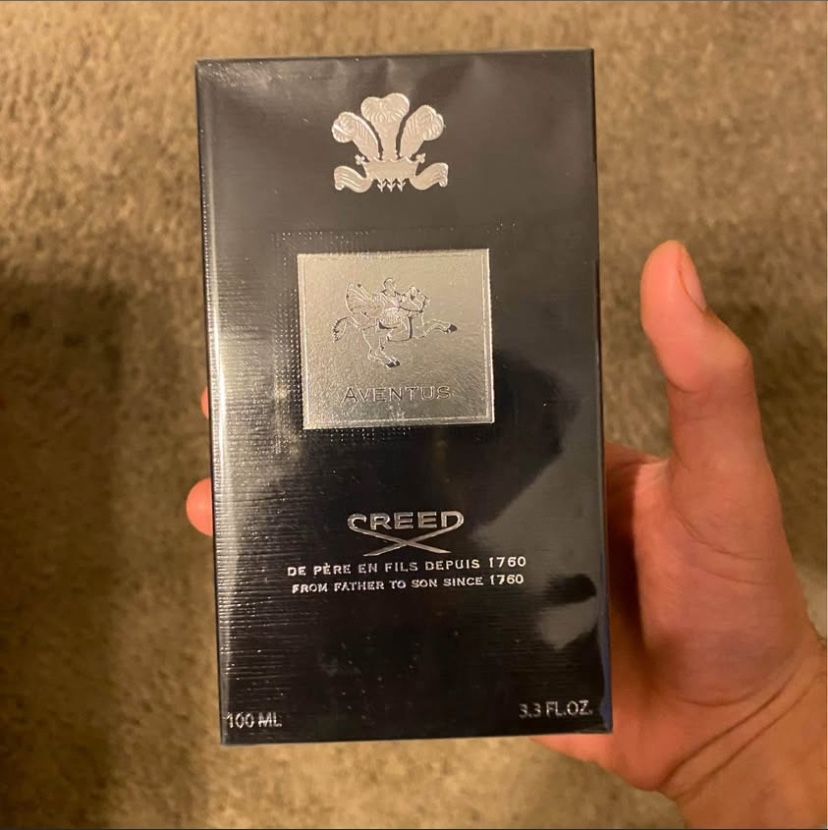 AVENTUS
CREED
DE PÈRE EN FILS DEPUIS 1760
FROM FATHER TO SON SINCE 1760
100 ML
3.3 FL.OZ.